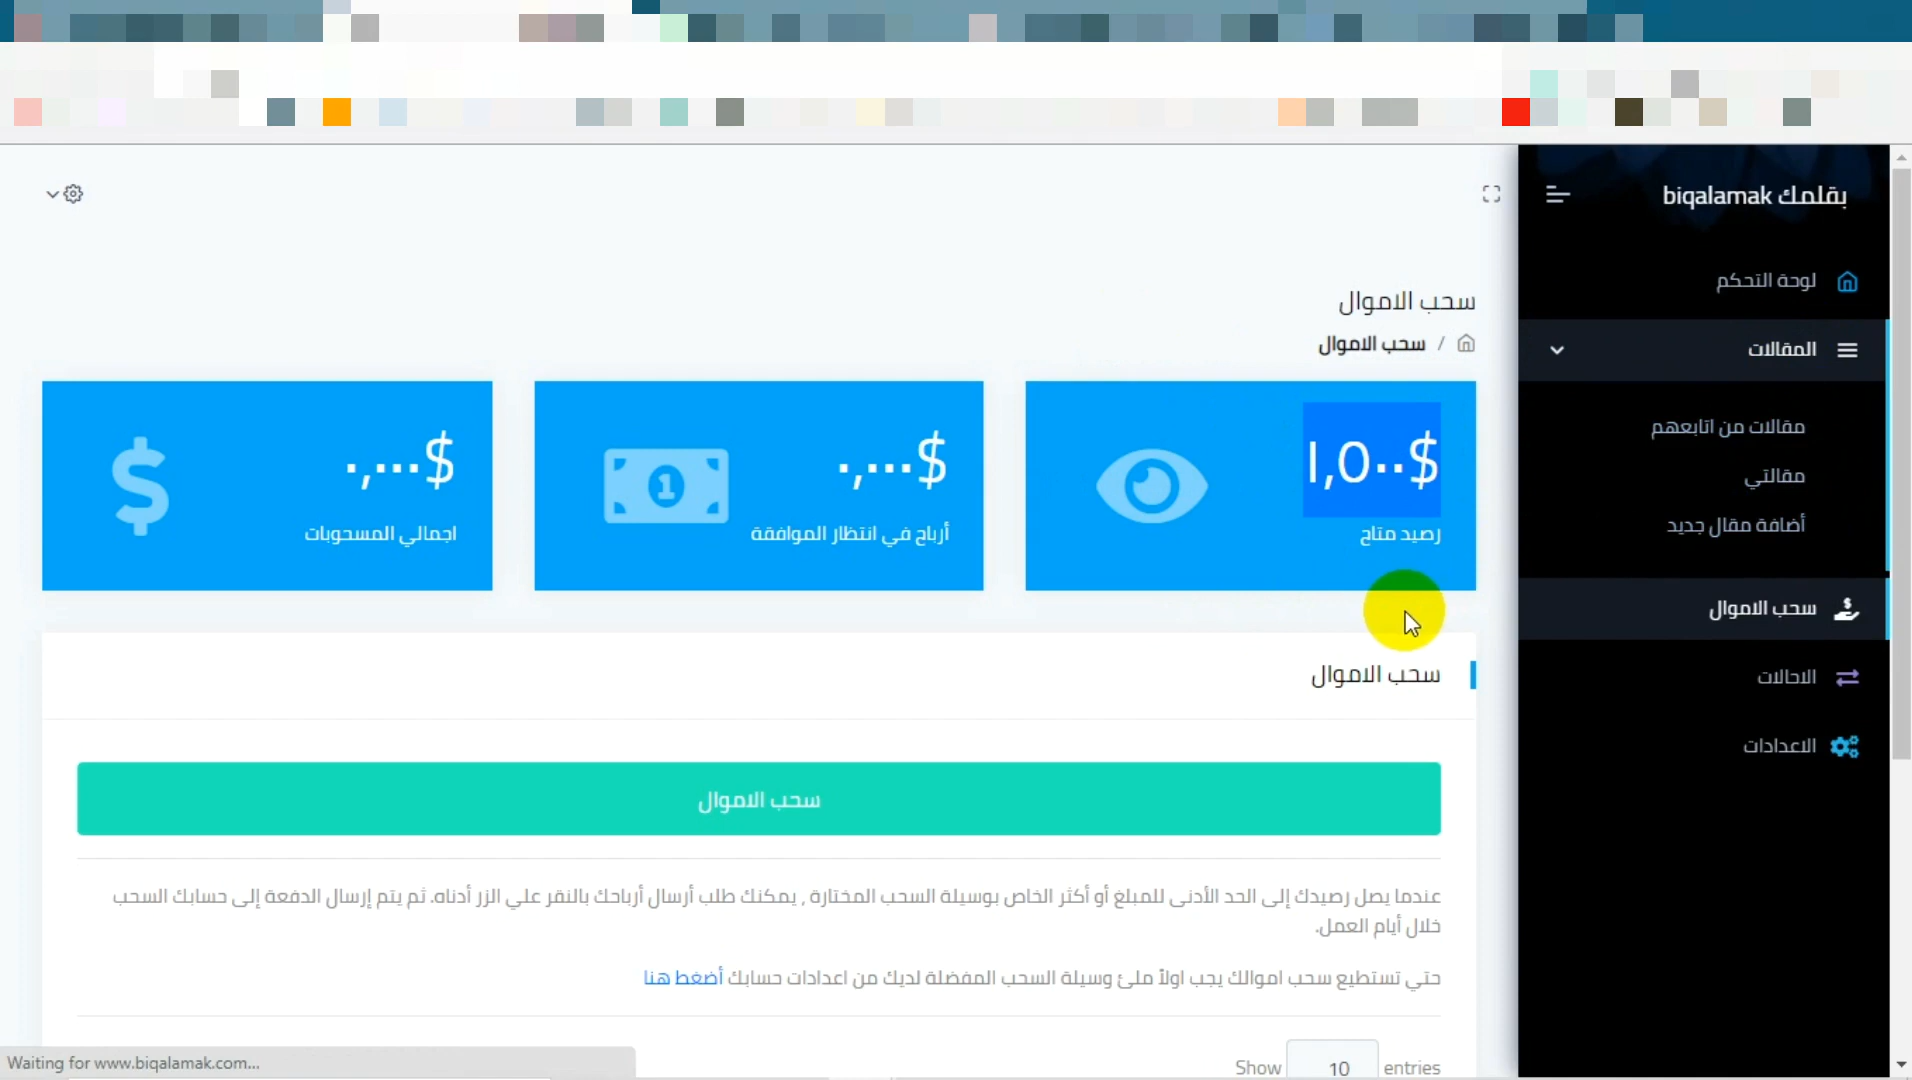 بقلمك biqalamak
لوحة التحكم
المقالات
مقالات من اتابعهم
مقالتي
أضافة مقال جديد
سحب الاموال
الاحالات
الاعدادات
سحب الاموال
/ سحب الاموال
$١,٥٠٠
رصيد متاح
$٠,٠٠٠
أرباح في انتظار الموافقة
$٠,٠٠٠
اجمالي المسحوبات
سحب الاموال
سحب الاموال
عندما يصل رصيدك إلى الحد الأدنى للمبلغ أو أكثر الخاص بوسيلة السحب المختارة , يمكنك طلب أرسال أرباحك بالنقر علي الزر أدناه. ثم يتم إرسال الدفعة إلى حسابك السحب
خلال أيام العمل.
حتي تستطيع سحب اموالك يجب اولاً ملئ وسيلة السحب المفضلة لديك من اعدادات حسابك أضغط هنا
Show 10 entries
Waiting for www.biqalamak.com...